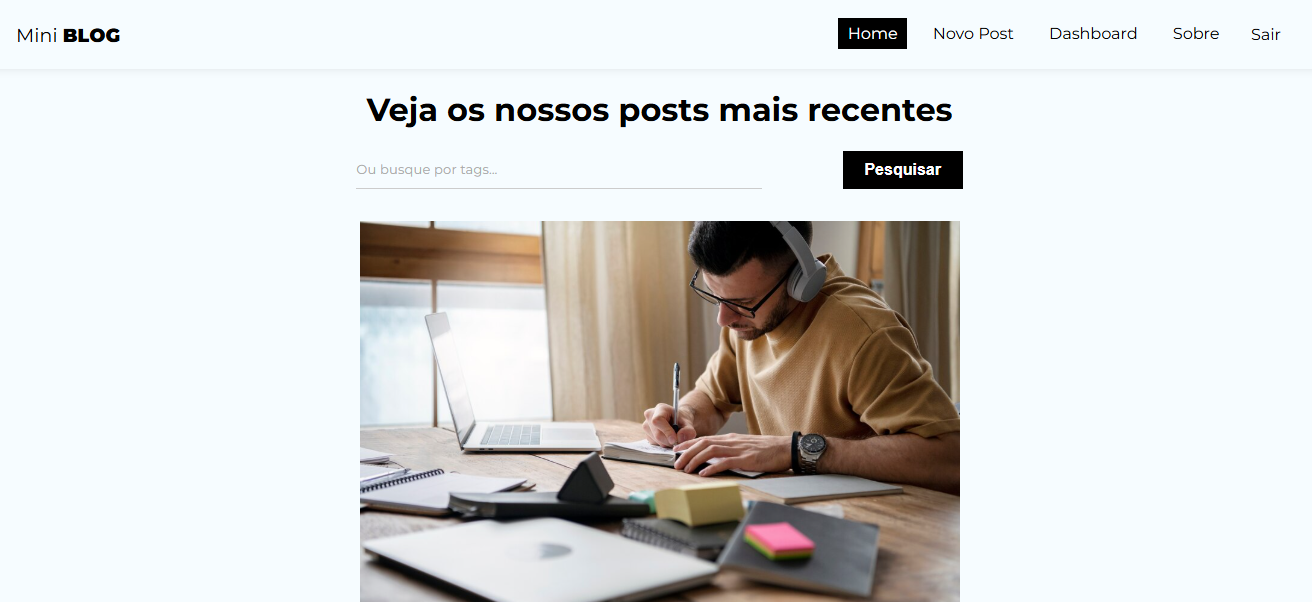 Mini BLOG
Home Novo Post Dashboard Sobre Sair
Veja os nossos posts mais recentes
Ou busque por tags...
Pesquisar